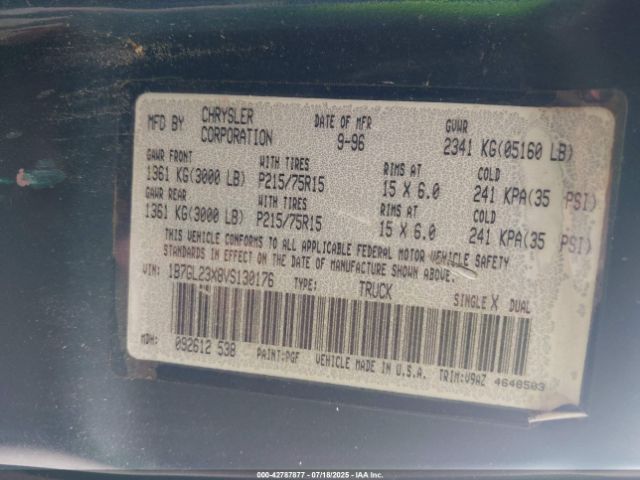 MFD BY CHRYSLER CORPORATION DATE OF MFR 9-96 GVWR 2341 KG(05160 LB)
GAWR FRONT WITH TIRES RIMS AT COLD
1361 KG(3000 LB) P215/75R15 15 X 6.0 241 KPA(35 PSI)
GAWR REAR WITH TIRES RIMS AT COLD
1361 KG(3000 LB) P215/75R15 15 X 6.0 241 KPA(35 PSI)
THIS VEHICLE CONFORMS TO ALL APPLICABLE FEDERAL MOTOR VEHICLE SAFETY
STANDARDS IN EFFECT ON THE DATE OF MANUFACTURE SHOWN ABOVE.
VIN: 1B7GL23X8VS130176 TYPE: TRUCK SINGLE X DUAL
MDH: 092612 538 PAINT:PGF VEHICLE MADE IN U.S.A. TRIM:V9AZ 4648503
000-42787877 - 07/18/2025 - IAA Inc.